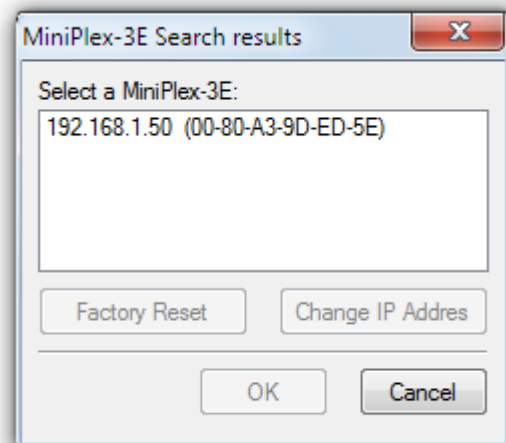 MiniPlex-3E Search results
Select a MiniPlex-3E:
192.168.1.50 (00-80-A3-9D-ED-5E)
Factory Reset
Change IP Addres
OK
Cancel